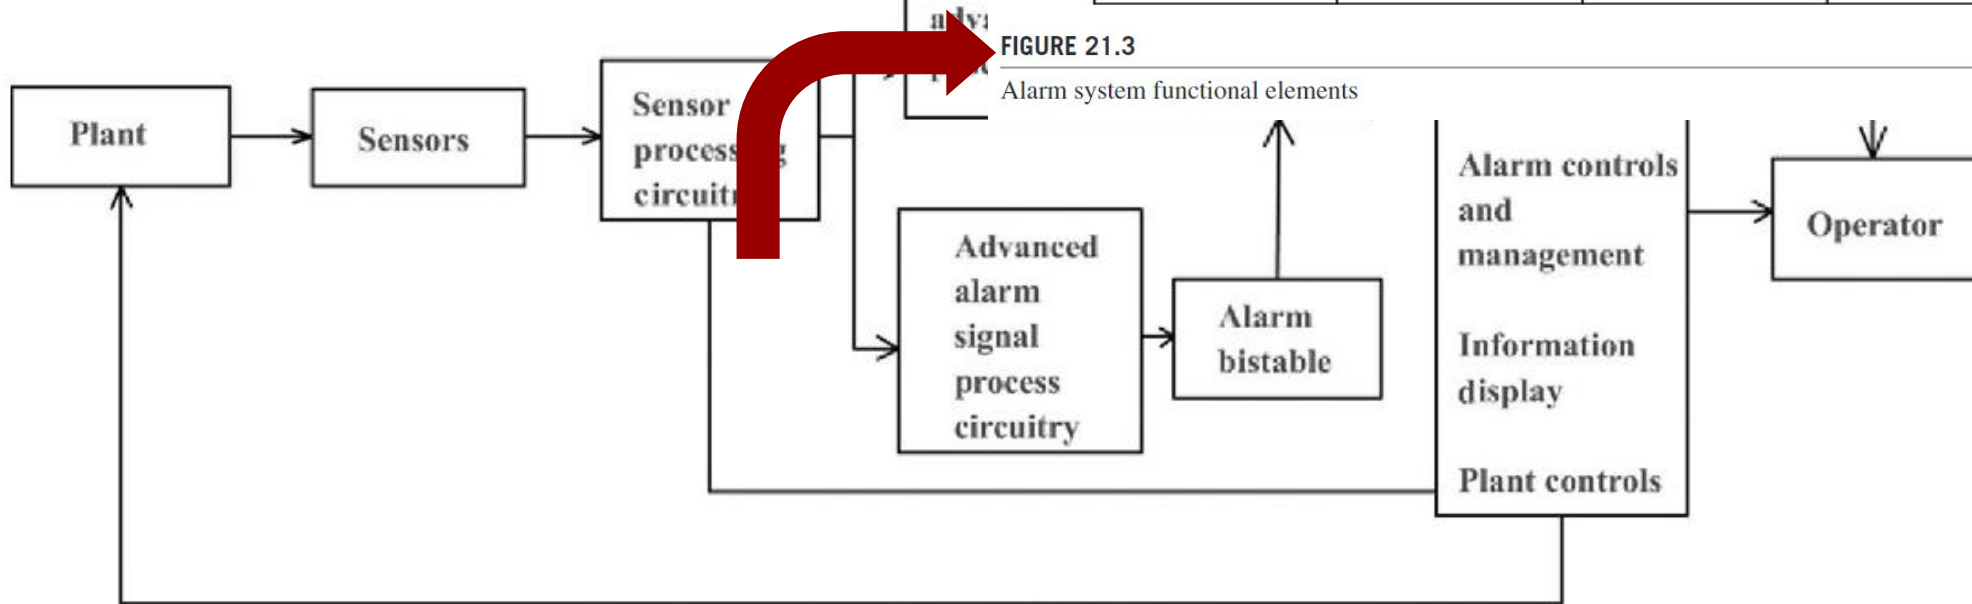 FIGURE 21.3
Alarm system functional elements
Plant
Sensors
Sensor
Advanced
alarm
signal
process
circuitry
Alarm
bistable
Alarm controls
and
management
Information
display
Plant controls
Operator